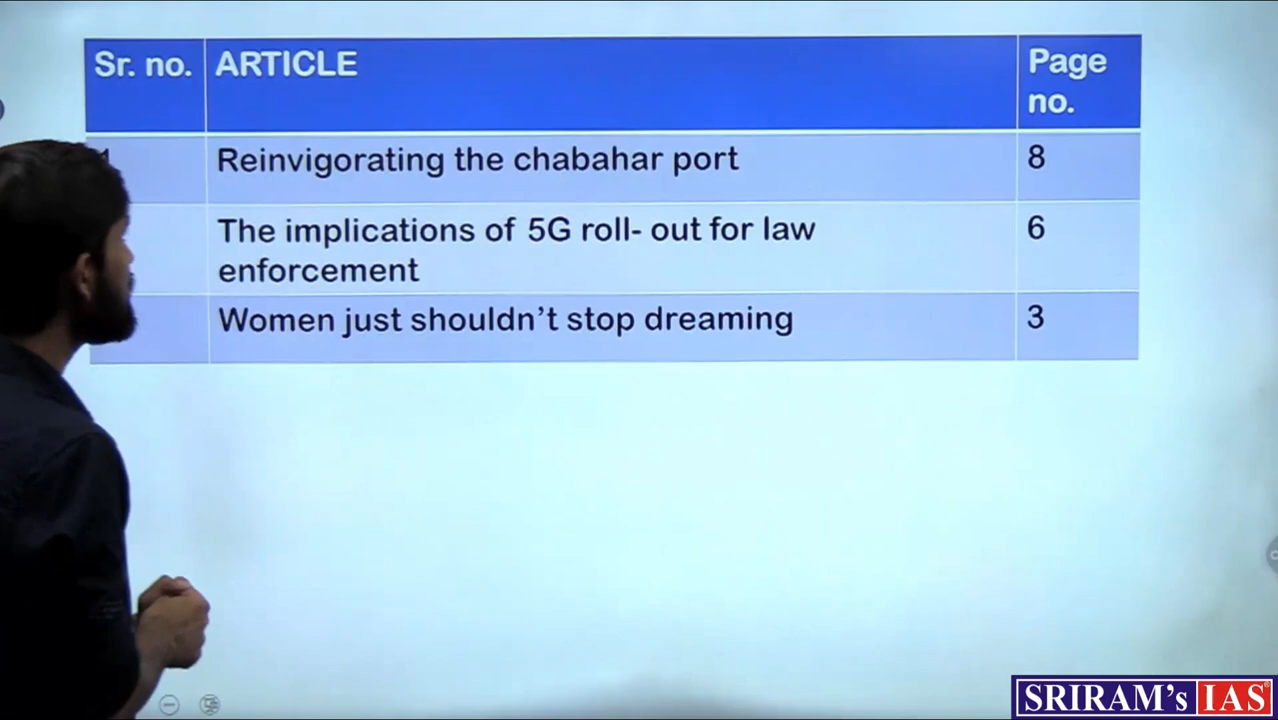 Sr. no. ARTICLE Page no.
1 Reinvigorating the chabahar port 8
The implications of 5G roll- out for law
enforcement 6
Women just shouldn’t stop dreaming 3
SRIRAM’s IAS®